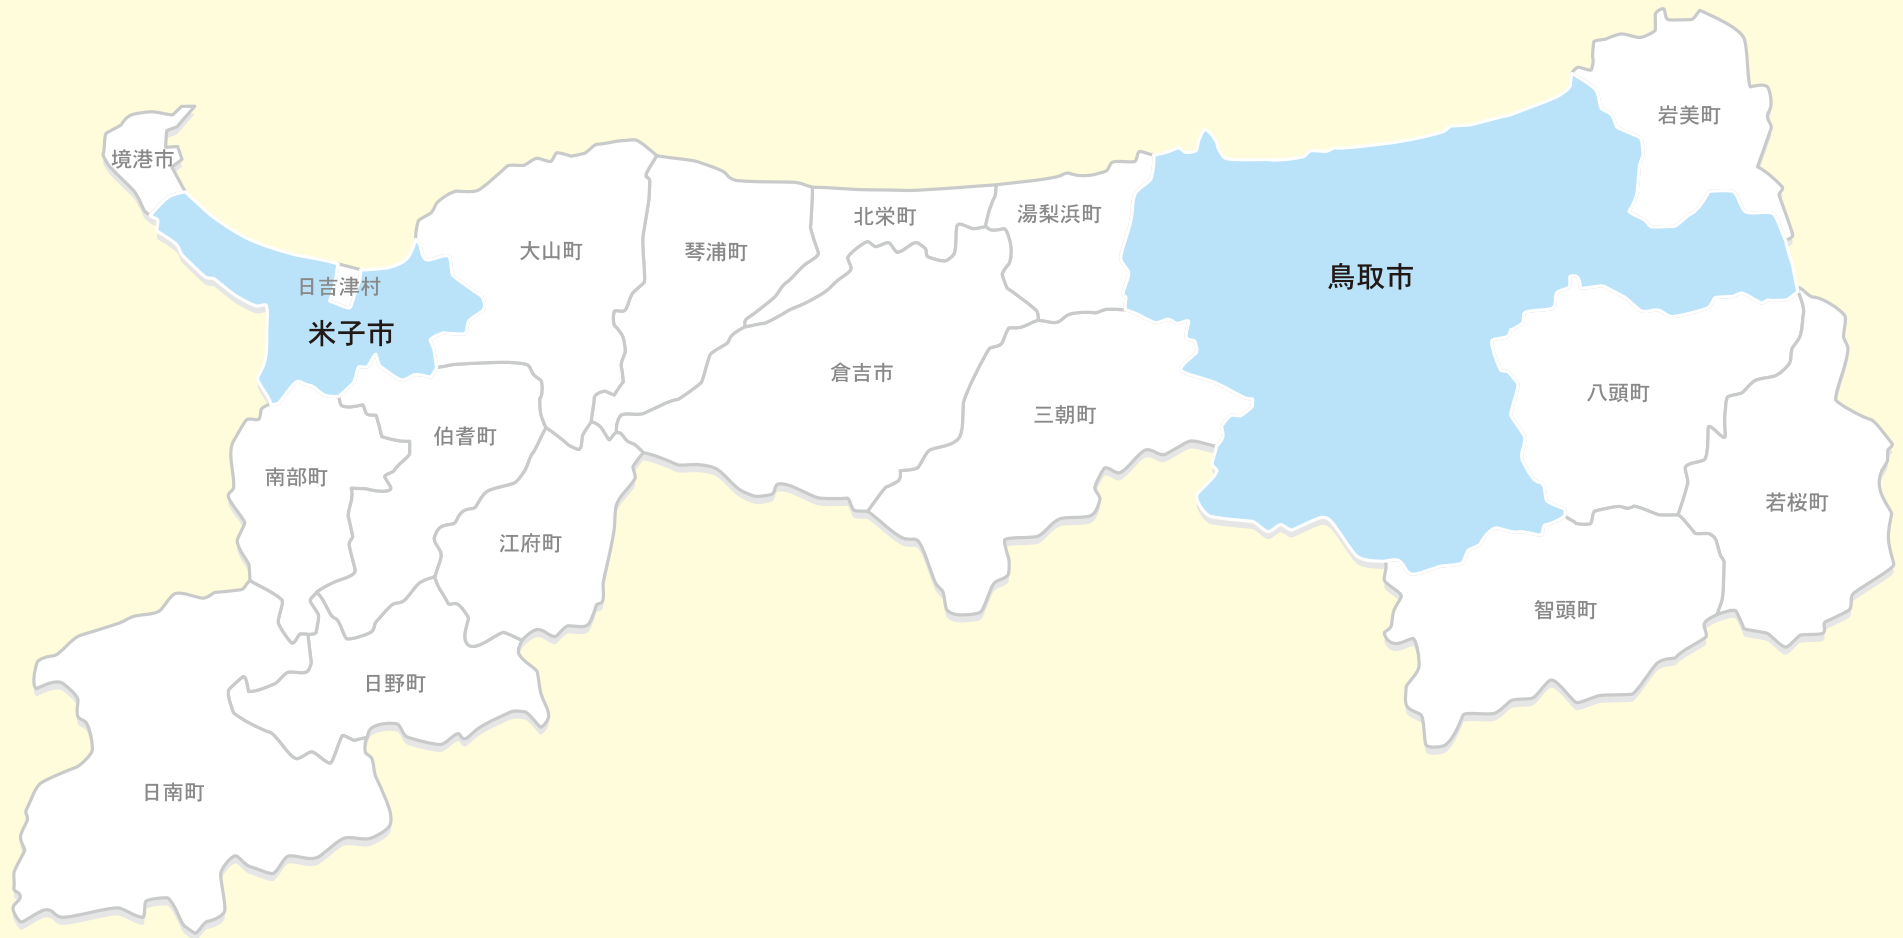 岩美町
境港市
北栄町
湯梨浜町
大山町
琴浦町
鳥取市
日吉津村
米子市
倉吉市
八頭町
三朝町
伯耆町
南部町
若桜町
江府町
智頭町
日野町
日南町